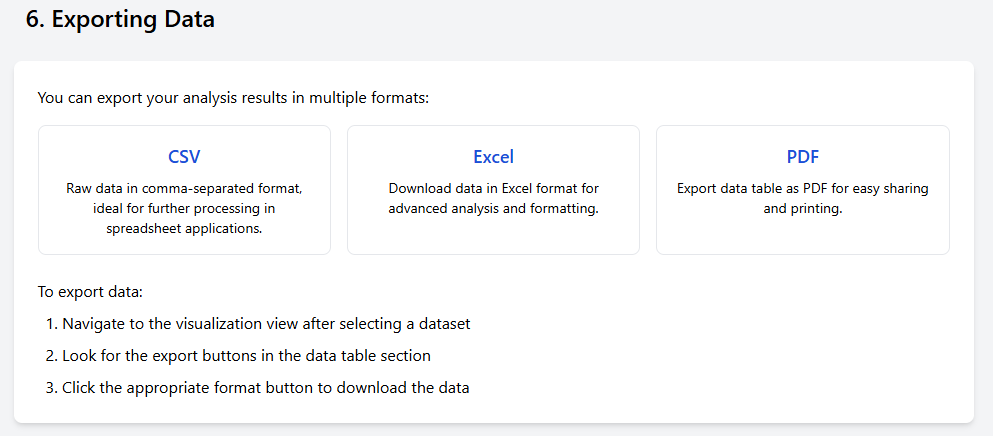 6. Exporting Data
You can export your analysis results in multiple formats:
CSV
Raw data in comma-separated format,
ideal for further processing in
spreadsheet applications.
Excel
Download data in Excel format for
advanced analysis and formatting.
PDF
Export data table as PDF for easy sharing
and printing.
To export data:
1. Navigate to the visualization view after selecting a dataset
2. Look for the export buttons in the data table section
3. Click the appropriate format button to download the data